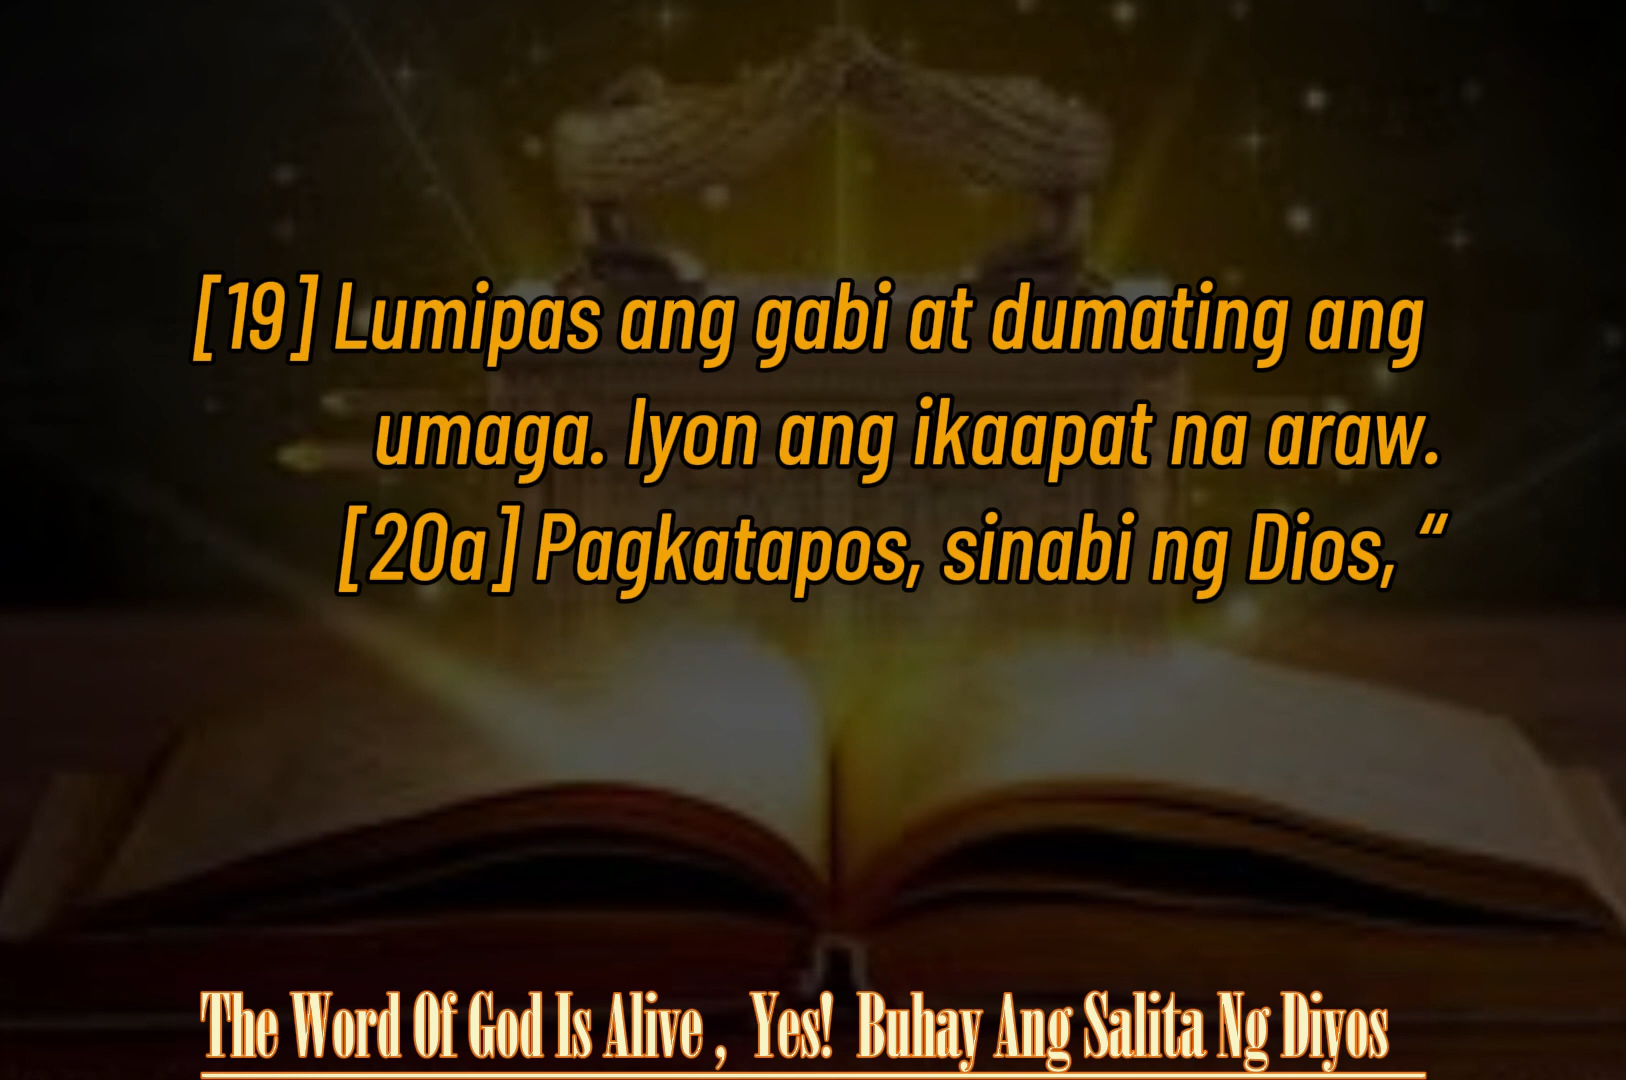 [19] Lumipas ang gabi at dumating ang
umaga. Iyon ang ikaapat na araw.
[20a] Pagkatapos, sinabi ng Dios, “
The Word Of God Is Alive , Yes! Buhay Ang Salita Ng Diyos